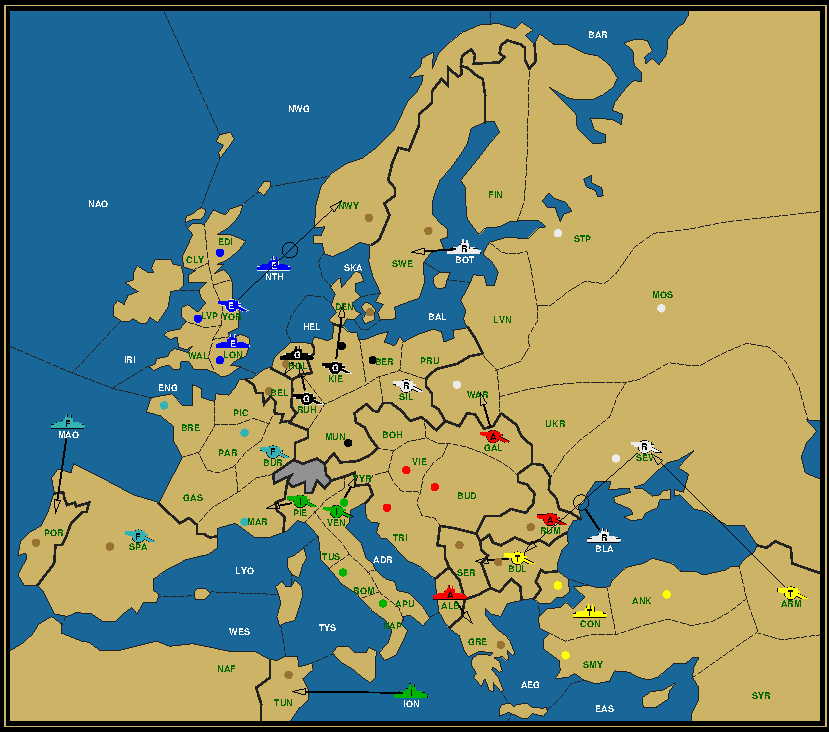 BAR
NWG
NAO
NWY
FIN
STP
EDI
CLY
E
NTH
SKA
SWE
R
BOT
MOS
LVP
E
YOR
DEN
HEL
BAL
LVN
E
WAL
LON
IRI
G
HOL
G
KIE
BER
PRU
ENG
BEL
G
RUH
R
SIL
WAR
PIC
BRE
F
MAO
MUN
BOH
A
GAL
UKR
PAR
F
BUR
VIE
R
SEV
TYR
BUD
GAS
I
PIE
I
VEN
MAR
A
RUM
POR
F
SPA
TRI
R
BLA
TUS
ADR
T
BUL
LYO
SER
ROM
A
ALB
ANK
T
ARM
APU
T
CON
WES
TYS
NAP
GRE
NAF
SMY
AEG
TUN
I
ION
EAS
SYR